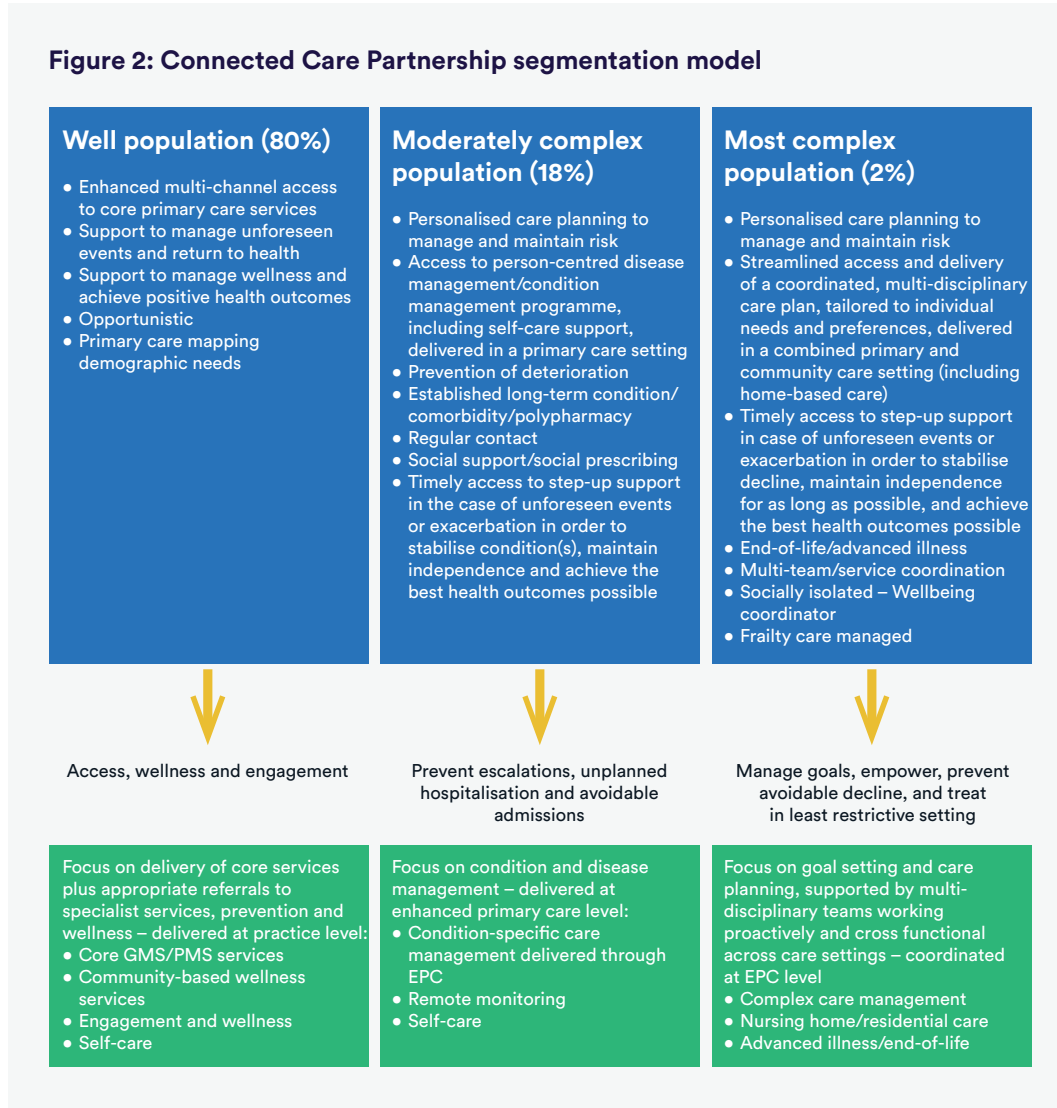 Figure 2: Connected Care Partnership segmentation model
Well population (80%)
● Enhanced multi-channel access
to core primary care services
● Support to manage unforeseen
events and return to health
● Support to manage wellness and
achieve positive health outcomes
● Opportunistic
● Primary care mapping
demographic needs
Moderately complex
population (18%)
● Personalised care planning to
manage and maintain risk
● Access to person-centred disease
management/condition
management programme,
including self-care support,
delivered in a primary care setting
● Prevention of deterioration
● Established long-term condition/
comorbidity/polypharmacy
● Regular contact
● Social support/social prescribing
● Timely access to step-up support
in the case of unforeseen events
or exacerbation in order to
stabilise condition(s), maintain
independence and achieve the
best health outcomes possible
Most complex
population (2%)
● Personalised care planning to
manage and maintain risk
● Streamlined access and delivery
of a coordinated, multi-disciplinary
care plan, tailored to individual
needs and preferences, delivered
in a combined primary and
community care setting (including
home-based care)
● Timely access to step-up support
in case of unforeseen events or
exacerbation in order to stabilise
decline, maintain independence
for as long as possible, and achieve
the best health outcomes possible
● End-of-life/advanced illness
● Multi-team/service coordination
● Socially isolated – Wellbeing
coordinator
● Frailty care managed
Access, wellness and engagement
Prevent escalations, unplanned
hospitalisation and avoidable
admissions
Manage goals, empower, prevent
avoidable decline, and treat
in least restrictive setting
Focus on delivery of core services
plus appropriate referrals to
specialist services, prevention and
wellness – delivered at practice level:
● Core GMS/PMS services
● Community-based wellness
services
● Engagement and wellness
● Self-care
Focus on condition and disease
management – delivered at
enhanced primary care level:
● Condition-specific care
management delivered through
EPC
● Remote monitoring
● Self-care
Focus on goal setting and care
planning, supported by multi-
disciplinary teams working
proactively and cross functional
across care settings – coordinated
at EPC level
● Complex care management
● Nursing home/residential care
● Advanced illness/end-of-life